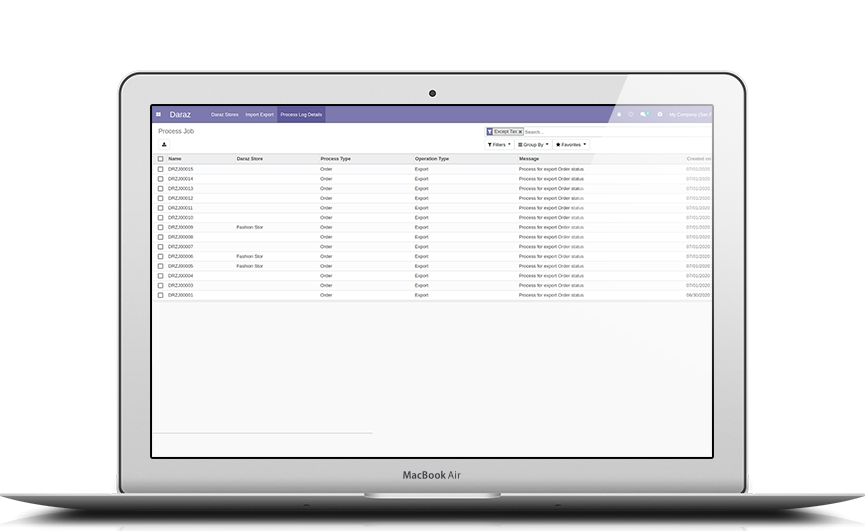 Daraz Daraz Stores Import Export Process Log Details My Company (San F
Process Job
Except Tax × Search...
Filters Group By Favorites
Name Daraz Store Process Type Operation Type Message Created on
DRZJ00015 Order Export Process for export Order status 07/01/2020
DRZJ00014 Order Export Process for export Order status 07/01/2020
DRZJ00013 Order Export Process for export Order status 07/01/2020
DRZJ00012 Order Export Process for export Order status 07/01/2020
DRZJ00011 Order Export Process for export Order status 07/01/2020
DRZJ00010 Order Export Process for export Order status 07/01/2020
DRZJ00009 Fashion Stor Order Export Process for export Order status 07/01/2020
DRZJ00008 Order Export Process for export Order status 07/01/2020
DRZJ00007 Order Export Process for export Order status 07/01/2020
DRZJ00006 Fashion Stor Order Export Process for export Order status 07/01/2020
DRZJ00005 Fashion Stor Order Export Process for export Order status 07/01/2020
DRZJ00004 Order Export Process for export Order status 07/01/2020
DRZJ00003 Order Export Process for export Order status 07/01/2020
DRZJ00001 Order Export Process for export Order status 06/30/2020
MacBook Air